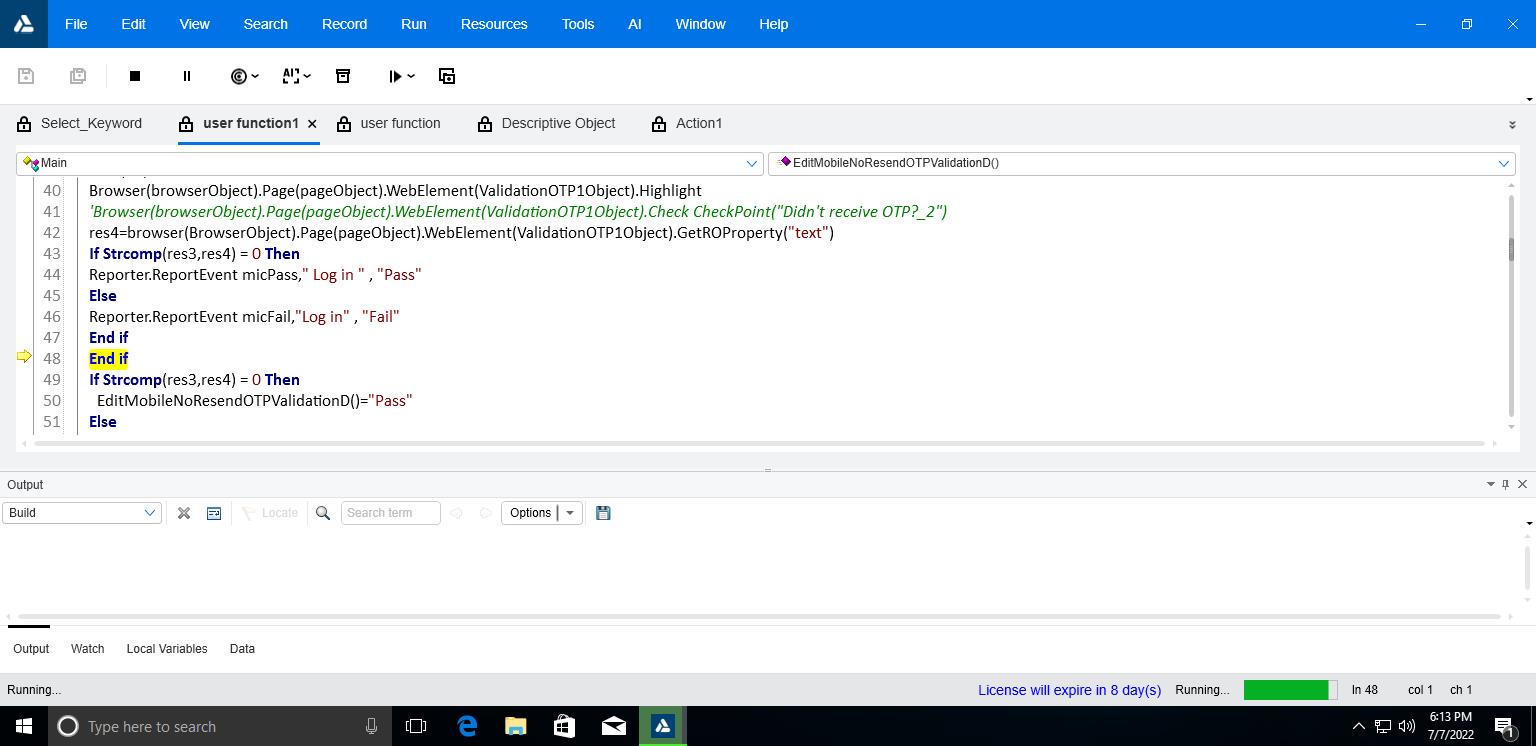 File Edit View Search Record Run Resources Tools AI Window Help
Select_Keyword user function1 user function Descriptive Object Action1
Main EditMobileNoResendOTPValidationD()
40 Browser(browserObject).Page(pageObject).WebElement(ValidationOTP1Object).Highlight
41 'Browser(browserObject).Page(pageObject).WebElement(ValidationOTP1Object).Check CheckPoint("Didn't receive OTP?_2")
42 res4=browser(BrowserObject).Page(pageObject).WebElement(ValidationOTP1Object).GetROProperty("text")
43 If Strcomp(res3,res4) = 0 Then
44 Reporter.ReportEvent micPass," Log in " , "Pass"
45 Else
46 Reporter.ReportEvent micFail,"Log in" , "Fail"
47 End if
48 End if
49 If Strcomp(res3,res4) = 0 Then
50 EditMobileNoResendOTPValidationD()="Pass"
51 Else
Output
Build Locate Search term Options
Output Watch Local Variables Data
Running... License will expire in 8 day(s) Running... ln 48 col 1 ch 1
Type here to search
6:13 PM
7/7/2022
1